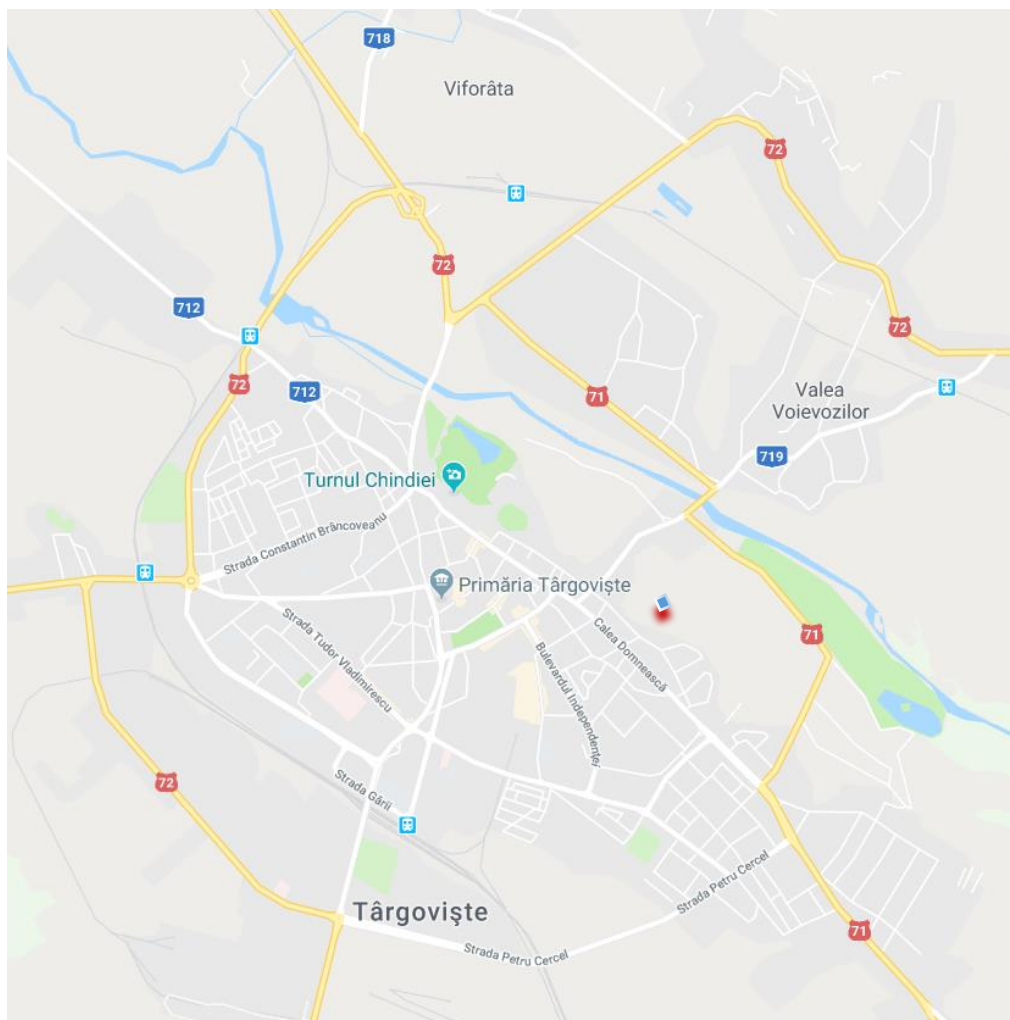 718
Viforâta
72
72
712
72
72
712
71
Valea
Voievozilor
719
Turnul Chindiei
Strada Constantin Brâncoveanu
Primăria Târgoviște
Strada Tudor Vladimirescu
Calea Domnească
71
Bulevardul Independenței
72
Strada Gării
Strada Petru Cercel
Târgoviște
Strada Petru Cercel
71